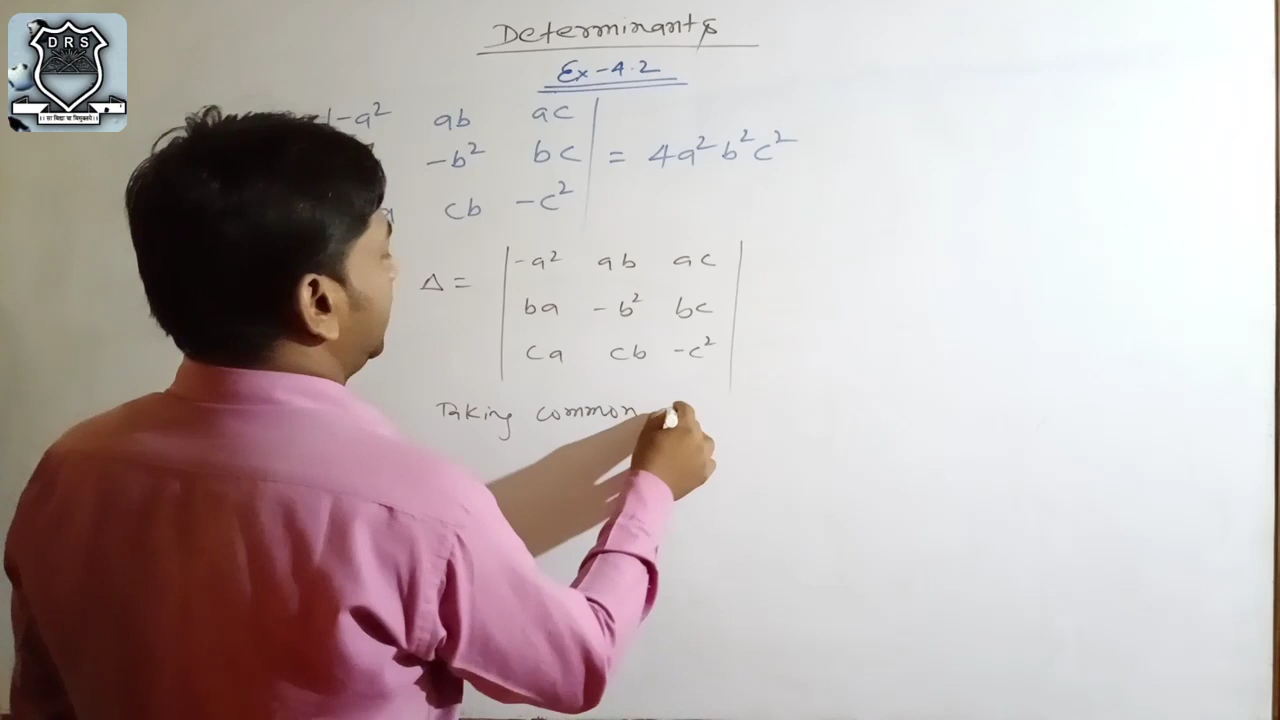 DRS
|| सा विद्या या विमुक्तये ||
Determinants
Ex-4.2
-a² ab ac
-b² bc = 4a²b²c²
a cb -c²
Δ = -a² ab ac
ba -b² bc
ca cb -c²
Taking common